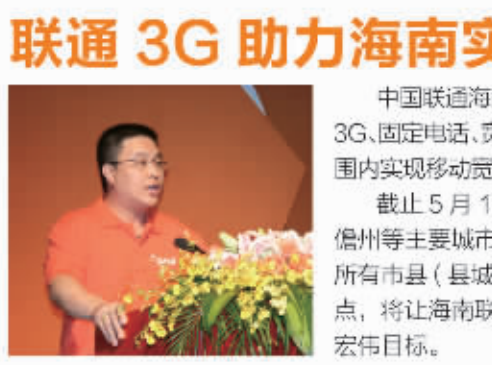 联通 3G 助力海南实
中国联通海
3G、固定电话、宽
围内实现移动宽
截止 5 月 1
儋州等主要城市
所有市县 ( 县城
点，将让海南联
宏伟目标。